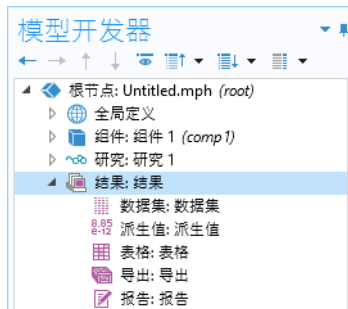 模型开发器
根节点: Untitled.mph (root)
全局定义
组件: 组件 1 (comp1)
研究: 研究 1
结果: 结果
数据集: 数据集
8.85
e-12 派生值: 派生值
表格: 表格
导出: 导出
报告: 报告